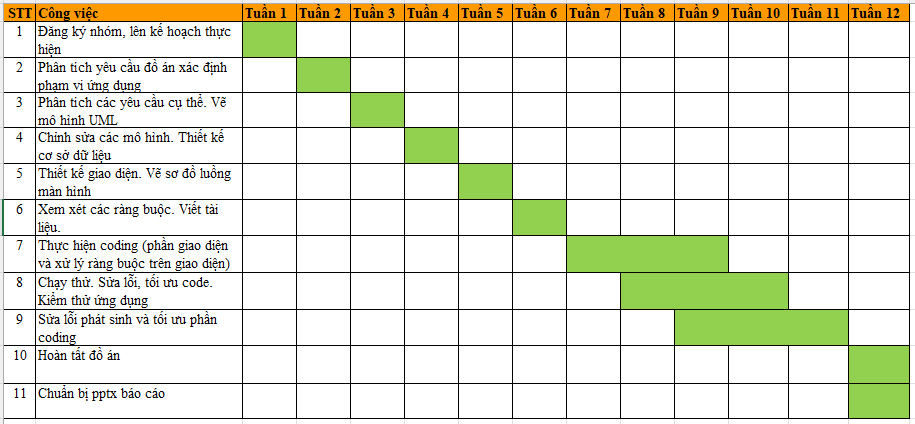 STT Công việc Tuần 1 Tuần 2 Tuần 3 Tuần 4 Tuần 5 Tuần 6 Tuần 7 Tuần 8 Tuần 9 Tuần 10 Tuần 11 Tuần 12
1 Đăng ký nhóm, lên kế hoạch thực
hiện
2 Phân tích yêu cầu đồ án xác định
phạm vi ứng dụng
3 Phân tích các yêu cầu cụ thể. Vẽ
mô hình UML
4 Chỉnh sửa các mô hình. Thiết kế
cơ sở dữ liệu
5 Thiết kế giao diện. Vẽ sơ đồ luồng
màn hình
6 Xem xét các ràng buộc. Viết tài
liệu.
7 Thực hiện coding (phần giao diện
và xử lý ràng buộc trên giao diện)
8 Chạy thử. Sửa lỗi, tối ưu code.
Kiểm thử ứng dụng
9 Sửa lỗi phát sinh và tối ưu phần
coding
10 Hoàn tất đồ án
11 Chuẩn bị pptx báo cáo